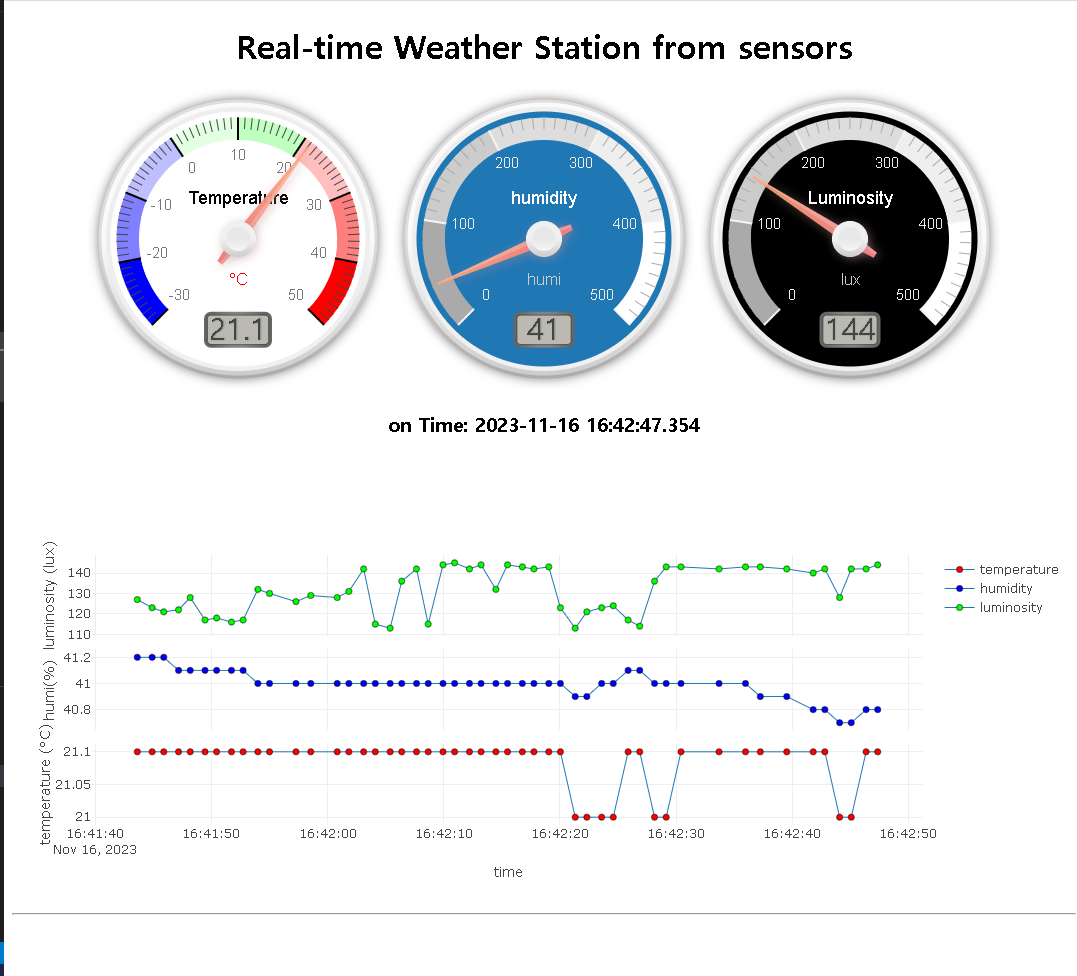 Real-time Weather Station from sensors
-30
-20
-10
0
10
20
30
40
50
Temperature
°C
21.1
0
100
200
300
400
500
humidity
humi
41
0
100
200
300
400
500
Luminosity
lux
144
on Time: 2023-11-16 16:42:47.354
luminosity (lux)
140
130
120
110
humi(%)
41.2
41
40.8
temperature (°C)
21.1
21.05
21
16:41:40 16:41:50 16:42:00 16:42:10 16:42:20 16:42:30 16:42:40 16:42:50
Nov 16, 2023
time
temperature
humidity
luminosity